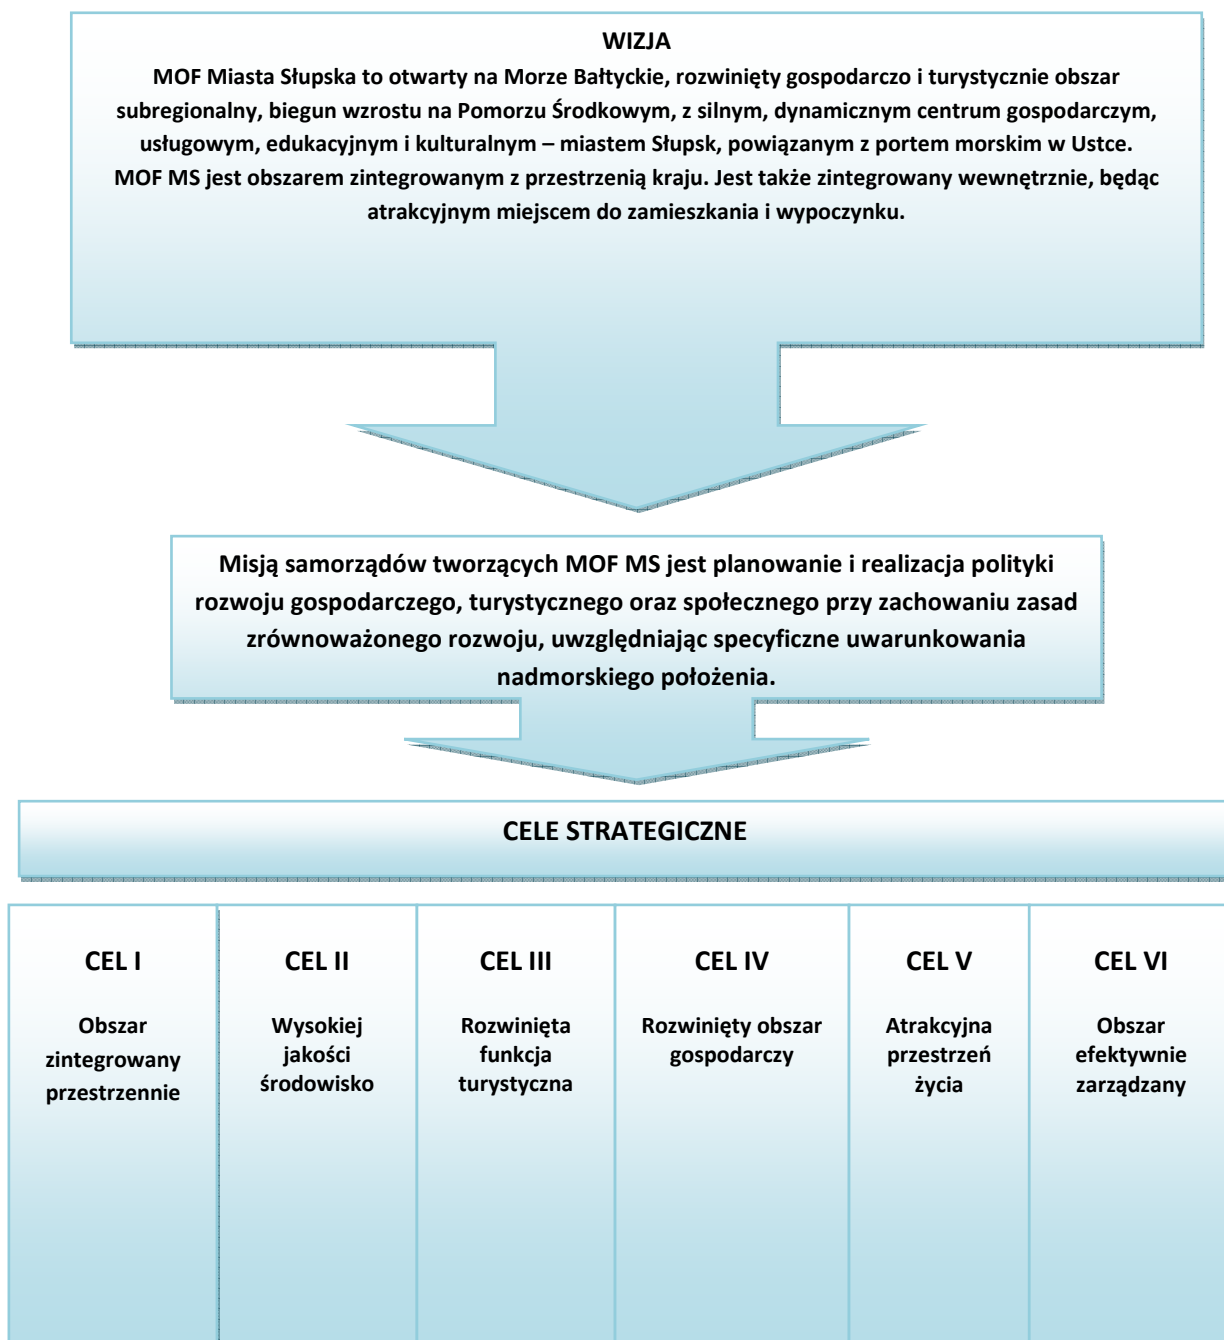 WIZJA
MOF Miasta Słupska to otwarty na Morze Bałtyckie, rozwinięty gospodarczo i turystycznie obszar
subregionalny, biegun wzrostu na Pomorzu Środkowym, z silnym, dynamicznym centrum gospodarczym,
usługowym, edukacyjnym i kulturalnym – miastem Słupsk, powiązanym z portem morskim w Ustce.
MOF MS jest obszarem zintegrowanym z przestrzenią kraju. Jest także zintegrowany wewnętrznie, będąc
atrakcyjnym miejscem do zamieszkania i wypoczynku.
Misją samorządów tworzących MOF MS jest planowanie i realizacja polityki
rozwoju gospodarczego, turystycznego oraz społecznego przy zachowaniu zasad
zrównoważonego rozwoju, uwzględniając specyficzne uwarunkowania
nadmorskiego położenia.
CELE STRATEGICZNE
CEL I
Obszar
zintegrowany
przestrzennie
CEL II
Wysokiej
jakości
środowisko
CEL III
Rozwinięta
funkcja
turystyczna
CEL IV
Rozwinięty obszar
gospodarczy
CEL V
Atrakcyjna
przestrzeń
życia
CEL VI
Obszar
efektywnie
zarządzany